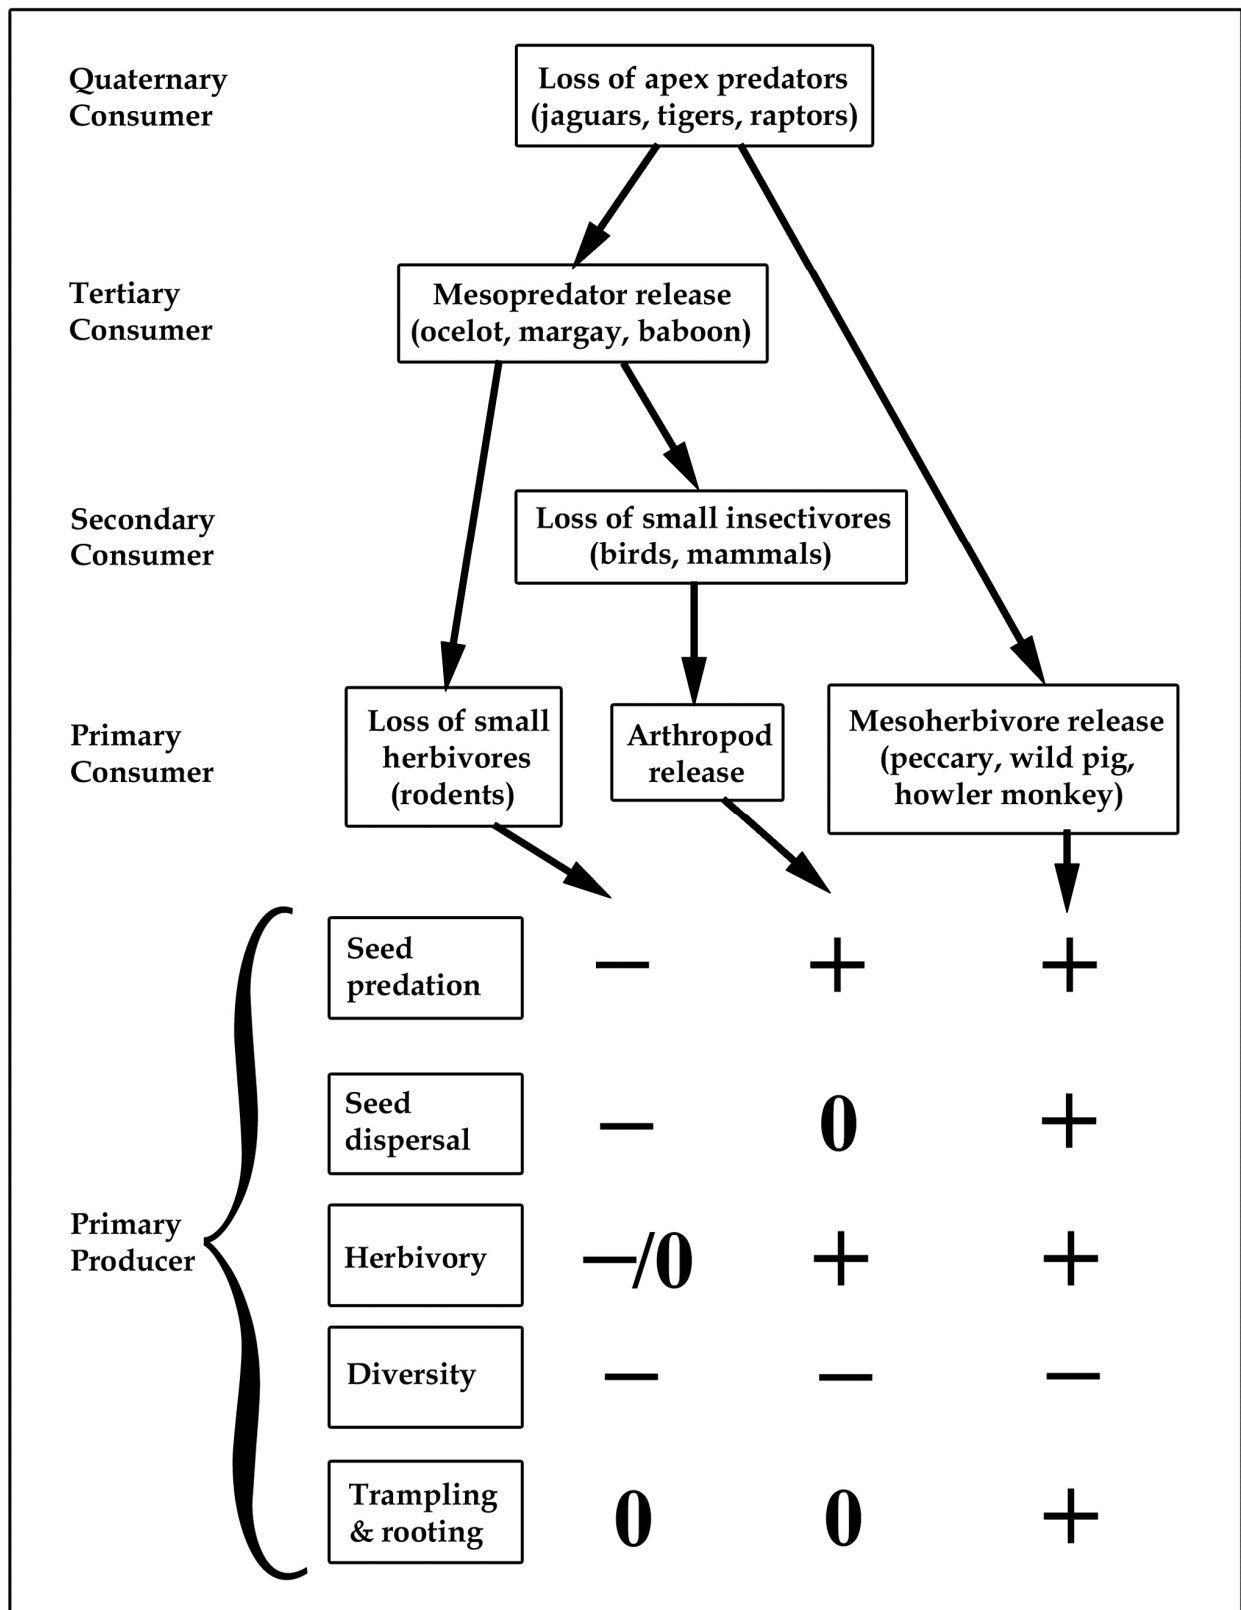 Quaternary
Consumer
Loss of apex predators
(jaguars, tigers, raptors)
Tertiary
Consumer
Mesopredator release
(ocelot, margay, baboon)
Secondary
Consumer
Loss of small insectivores
(birds, mammals)
Primary
Consumer
Loss of small
herbivores
(rodents)
Arthropod
release
Mesoherbivore release
(peccary, wild pig,
howler monkey)
Primary
Producer
Seed
predation
— + +
Seed
dispersal
— 0 +
Herbivory
—/0 + +
Diversity
— — —
Trampling
& rooting
0 0 +